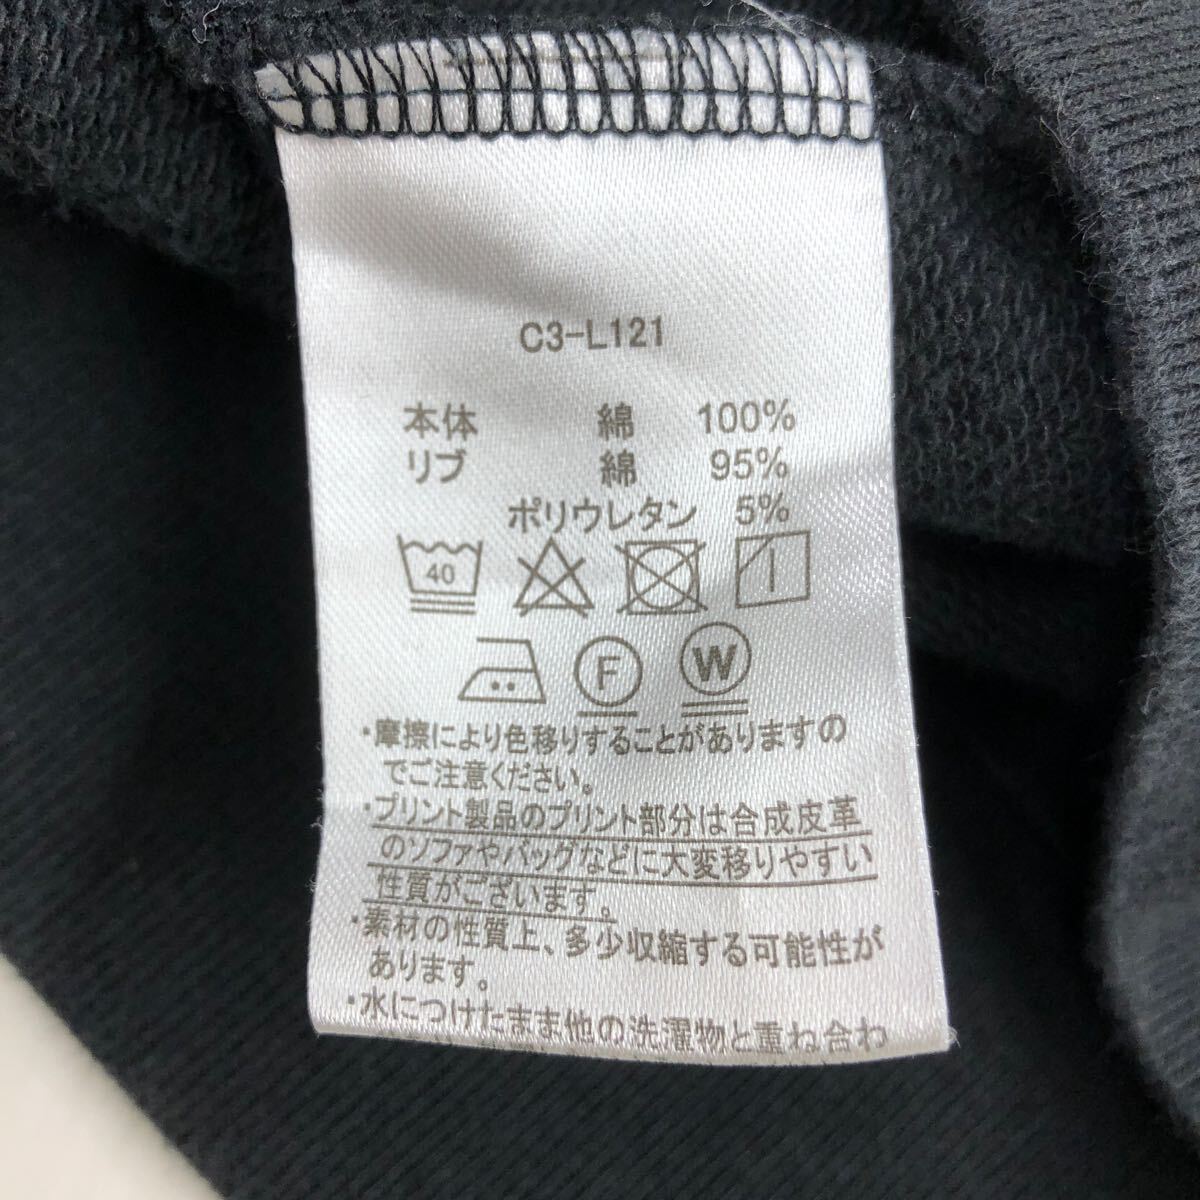 C3-L121
本体 綿 100%
リブ 綿 95%
ポリウレタン 5%
40
F W
・摩擦により色移りすることがありますの
でご注意ください。
・プリント製品のプリント部分は合成皮革
のソファやバッグなどに大変移りやすい
性質がございます。
・素材の性質上、多少収縮する可能性が
あります。
・水につけたまま他の洗濯物と重ね合わ